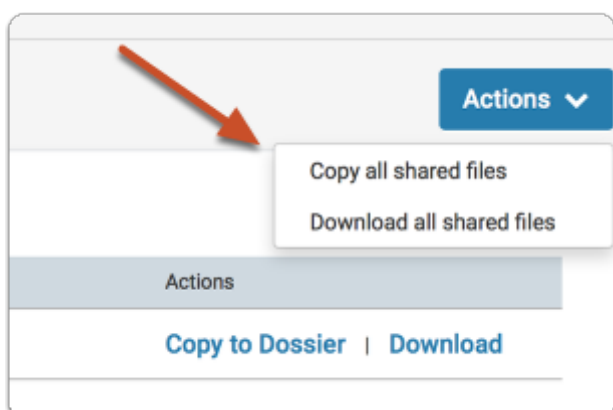 Actions
Copy all shared files
Download all shared files
Actions
Copy to Dossier | Download